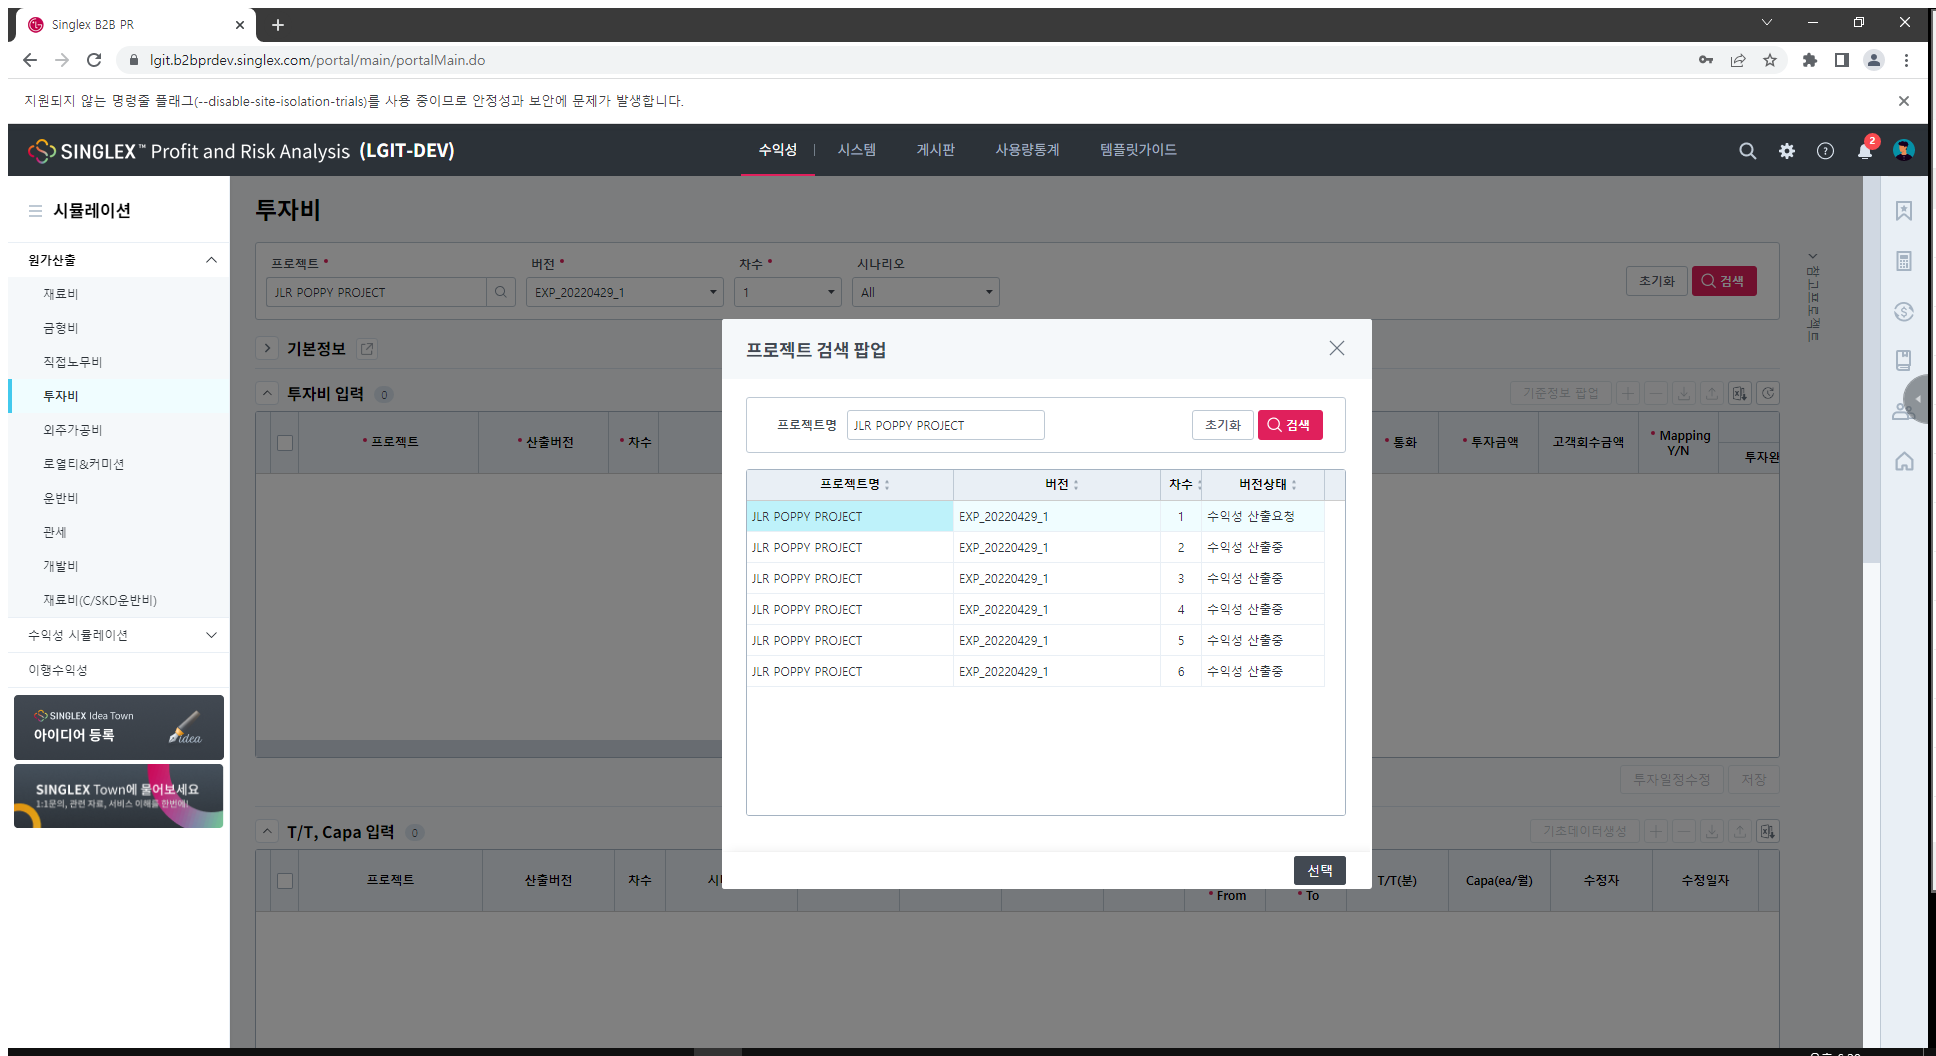 Singlex B2B PR
lgit.b2bprdev.singlex.com/portal/main/portalMain.do
지원되지 않는 명령줄 플래그(--disable-site-isolation-trials)를 사용 중이므로 안정성과 보안에 문제가 발생합니다.
SINGLEX™ Profit and Risk Analysis (LGIT-DEV)
수익성 시스템 게시판 사용량통계 템플릿가이드
2
시뮬레이션
원가산출
재료비
금형비
직접노무비
투자비
외주가공비
로열티&커미션
운반비
관세
개발비
재료비(C/SKD운반비)
수익성 시뮬레이션
이행수익성
SINGLEX Idea Town
아이디어 등록
idea
SINGLEX Town에 물어보세요
1:1문의, 관련 자료, 서비스 이해를 한번에!
투자비
프로젝트 * 버전 * 차수 * 시나리오
JLR POPPY PROJECT EXP_20220429_1 1 All
초기화 검색
참고프로젝트
기본정보
투자비 입력 0
기준정보 팝업
* 프로젝트 * 산출버전 * 차수 * 통화 * 투자금액 고객회수금액 * Mapping Y/N 투자완
프로젝트 검색 팝업
프로젝트명 JLR POPPY PROJECT 초기화 검색
프로젝트명 버전 차수 버전상태
JLR POPPY PROJECT EXP_20220429_1 1 수익성 산출요청
JLR POPPY PROJECT EXP_20220429_1 2 수익성 산출중
JLR POPPY PROJECT EXP_20220429_1 3 수익성 산출중
JLR POPPY PROJECT EXP_20220429_1 4 수익성 산출중
JLR POPPY PROJECT EXP_20220429_1 5 수익성 산출중
JLR POPPY PROJECT EXP_20220429_1 6 수익성 산출중
선택
투자일정수정 저장
T/T, Capa 입력 0
기초데이터생성
프로젝트 산출버전 차수 * From * To T/T(분) Capa(ea/월) 수정자 수정일자